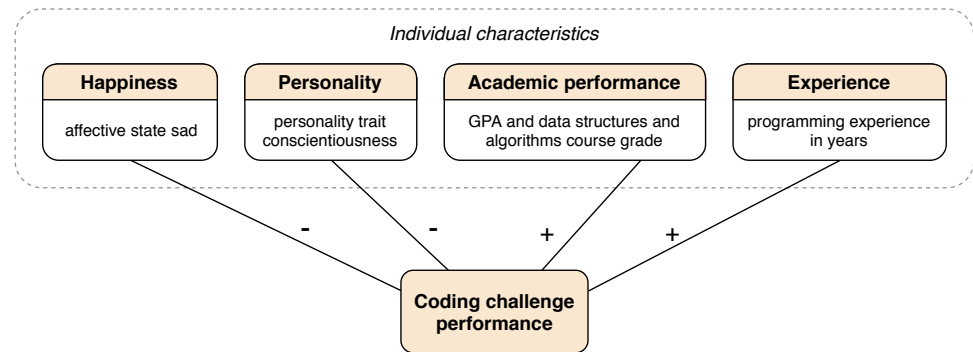 Individual characteristics
Happiness
affective state sad
Personality
personality trait
conscientiousness
Academic performance
GPA and data structures and
algorithms course grade
Experience
programming experience
in years
- - + +
Coding challenge
performance